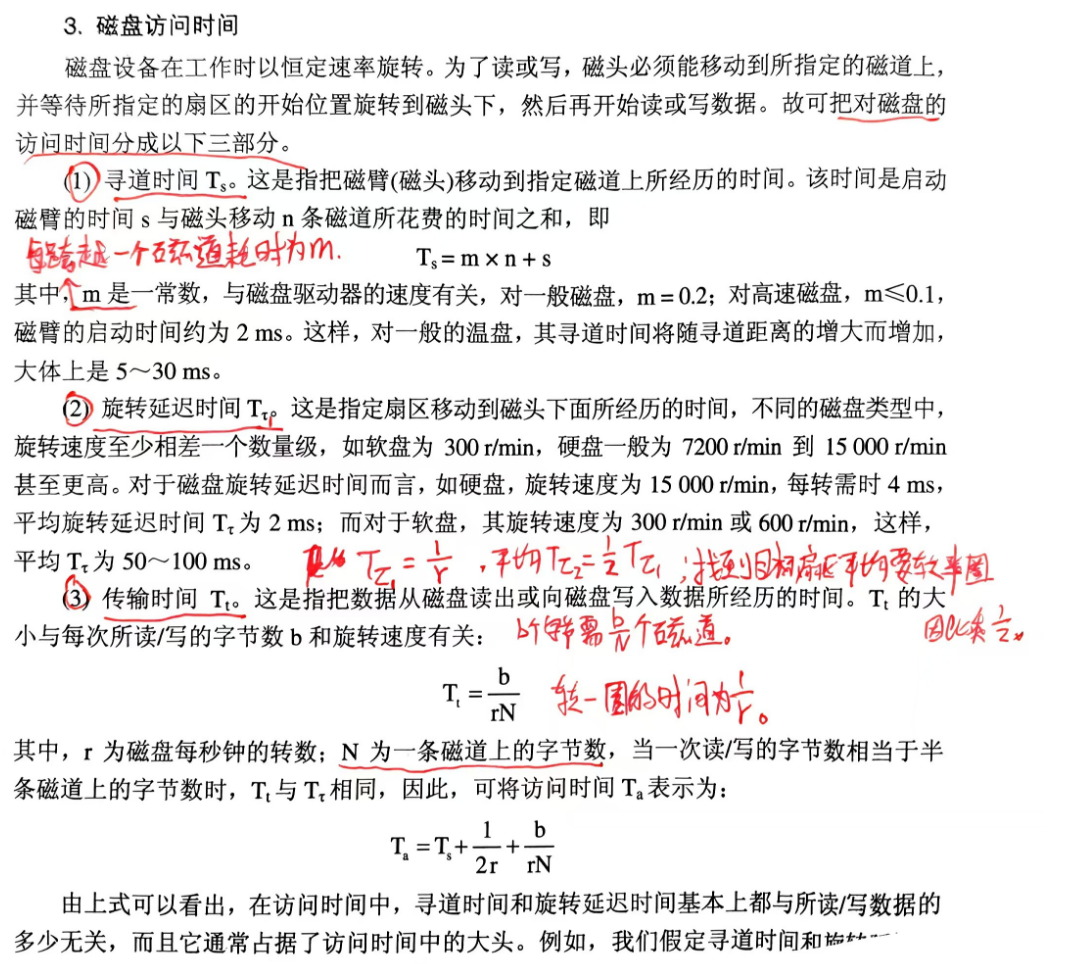 3. 磁盘访问时间
磁盘设备在工作时以恒定速率旋转。为了读或写，磁头必须能移动到所指定的磁道上，
并等待所指定的扇区的开始位置旋转到磁头下，然后再开始读或写数据。故可把对磁盘的
访问时间分成以下三部分。
(1) 寻道时间 Tₛ。这是指把磁臂(磁头)移动到指定磁道上所经历的时间。该时间是启动
磁臂的时间 s 与磁头移动 n 条磁道所花费的时间之和，即
每跨越一个磁道耗时为m.
Tₛ = m × n + s
其中，m 是一常数，与磁盘驱动器的速度有关，对一般磁盘，m = 0.2；对高速磁盘，m≤0.1，
磁臂的启动时间约为 2 ms。这样，对一般的温盘，其寻道时间将随寻道距离的增大而增加，
大体上是 5～30 ms。
(2) 旋转延迟时间 Tτ。这是指定扇区移动到磁头下面所经历的时间，不同的磁盘类型中，
旋转速度至少相差一个数量级，如软盘为 300 r/min，硬盘一般为 7200 r/min 到 15 000 r/min
甚至更高。对于磁盘旋转延迟时间而言，如硬盘，旋转速度为 15 000 r/min，每转需时 4 ms，
平均旋转延迟时间 Tτ 为 2 ms；而对于软盘，其旋转速度为 300 r/min 或 600 r/min，这样，
平均 Tτ 为 50～100 ms。
Tτ₁ = 1/r，平均Tτ₂ = 1/2 Tτ₁；找到目标扇区平均要转半圈
因此乘1/2。
(3) 传输时间 Tₜ。这是指把数据从磁盘读出或向磁盘写入数据所经历的时间。Tₜ 的大
小与每次所读/写的字节数 b 和旋转速度有关：
b个字节需b/N个磁道。
Tₜ = b/rN
转一圈的时间为1/r。
其中，r 为磁盘每秒钟的转数；N 为一条磁道上的字节数，当一次读/写的字节数相当于半
条磁道上的字节数时，Tₜ 与 Tτ 相同，因此，可将访问时间 Tₐ 表示为：
Tₐ = Tₛ + 1/2r + b/rN
由上式可以看出，在访问时间中，寻道时间和旋转延迟时间基本上都与所读/写数据的
多少无关，而且它通常占据了访问时间中的大头。例如，我们假定寻道时间和旋转